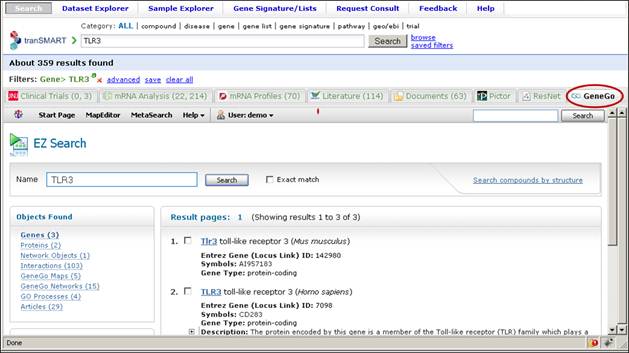 Search Dataset Explorer Sample Explorer Gene Signature/Lists Request Consult Feedback Help
Category: ALL | compound | disease | gene | gene list | gene signature | pathway | geo/ebi | trial
tranSMART TLR3 Search browse
saved filters
About 359 results found
Filters: Gene> TLR3 advanced save clear all
Clinical Trials (0, 3) mRNA Analysis (22, 214) mRNA Profiles (70) Literature (114) Documents (63) Pictor ResNet GeneGo
Start Page MapEditor MetaSearch Help User: demo Search
EZ Search
Name TLR3 Search Exact match Search compounds by structure
Objects Found
Genes (3)
Proteins (2)
Network Objects (1)
Interactions (103)
GeneGo Maps (5)
GeneGo Networks (15)
GO Processes (4)
Articles (29)
Result pages: 1 (Showing results 1 to 3 of 3)
1. Tlr3 toll-like receptor 3 (Mus musculus)
Entrez Gene (Locus Link) ID: 142980
Symbols: AI957183
Gene Type: protein-coding
2. TLR3 toll-like receptor 3 (Homo sapiens)
Entrez Gene (Locus Link) ID: 7098
Symbols: CD283
Gene Type: protein-coding
Description: The protein encoded by this gene is a member of the Toll-like receptor (TLR) family which plays a
Done